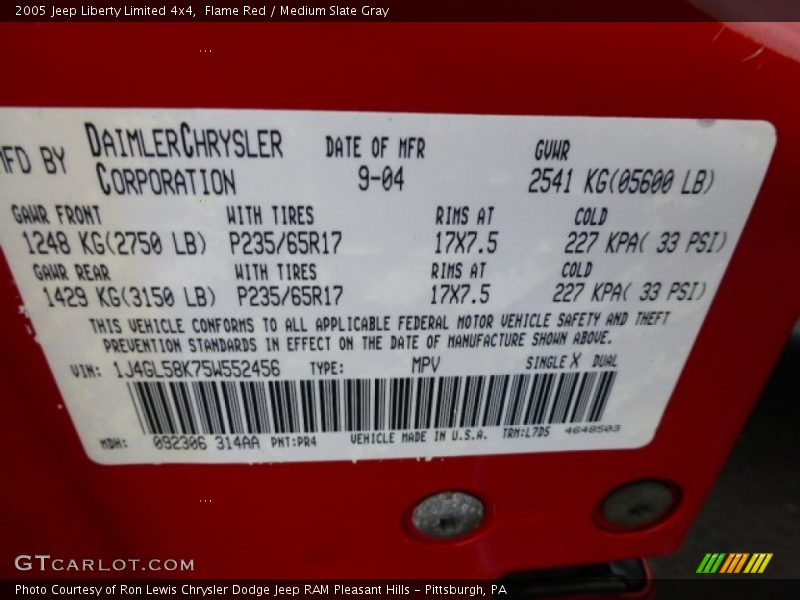 2005 Jeep Liberty Limited 4x4,  Flame Red / Medium Slate Gray
MFD BY DAIMLERCHRYSLER CORPORATION
DATE OF MFR 9-04
GVWR 2541 KG(05600 LB)
GAWR FRONT WITH TIRES RIMS AT COLD
1248 KG(2750 LB) P235/65R17 17X7.5 227 KPA( 33 PSI)
GAWR REAR WITH TIRES RIMS AT COLD
1429 KG(3150 LB) P235/65R17 17X7.5 227 KPA( 33 PSI)
THIS VEHICLE CONFORMS TO ALL APPLICABLE FEDERAL MOTOR VEHICLE SAFETY AND THEFT
PREVENTION STANDARDS IN EFFECT ON THE DATE OF MANUFACTURE SHOWN ABOVE.
VIN: 1J4GL58K75W552456 TYPE: MPV SINGLE X DUAL
MDH: 092306 314AA PNT:PR4 VEHICLE MADE IN U.S.A. TRM:L7D5 4648503
GTCARLOT.COM
Photo Courtesy of Ron Lewis Chrysler Dodge Jeep RAM Pleasant Hills - Pittsburgh, PA